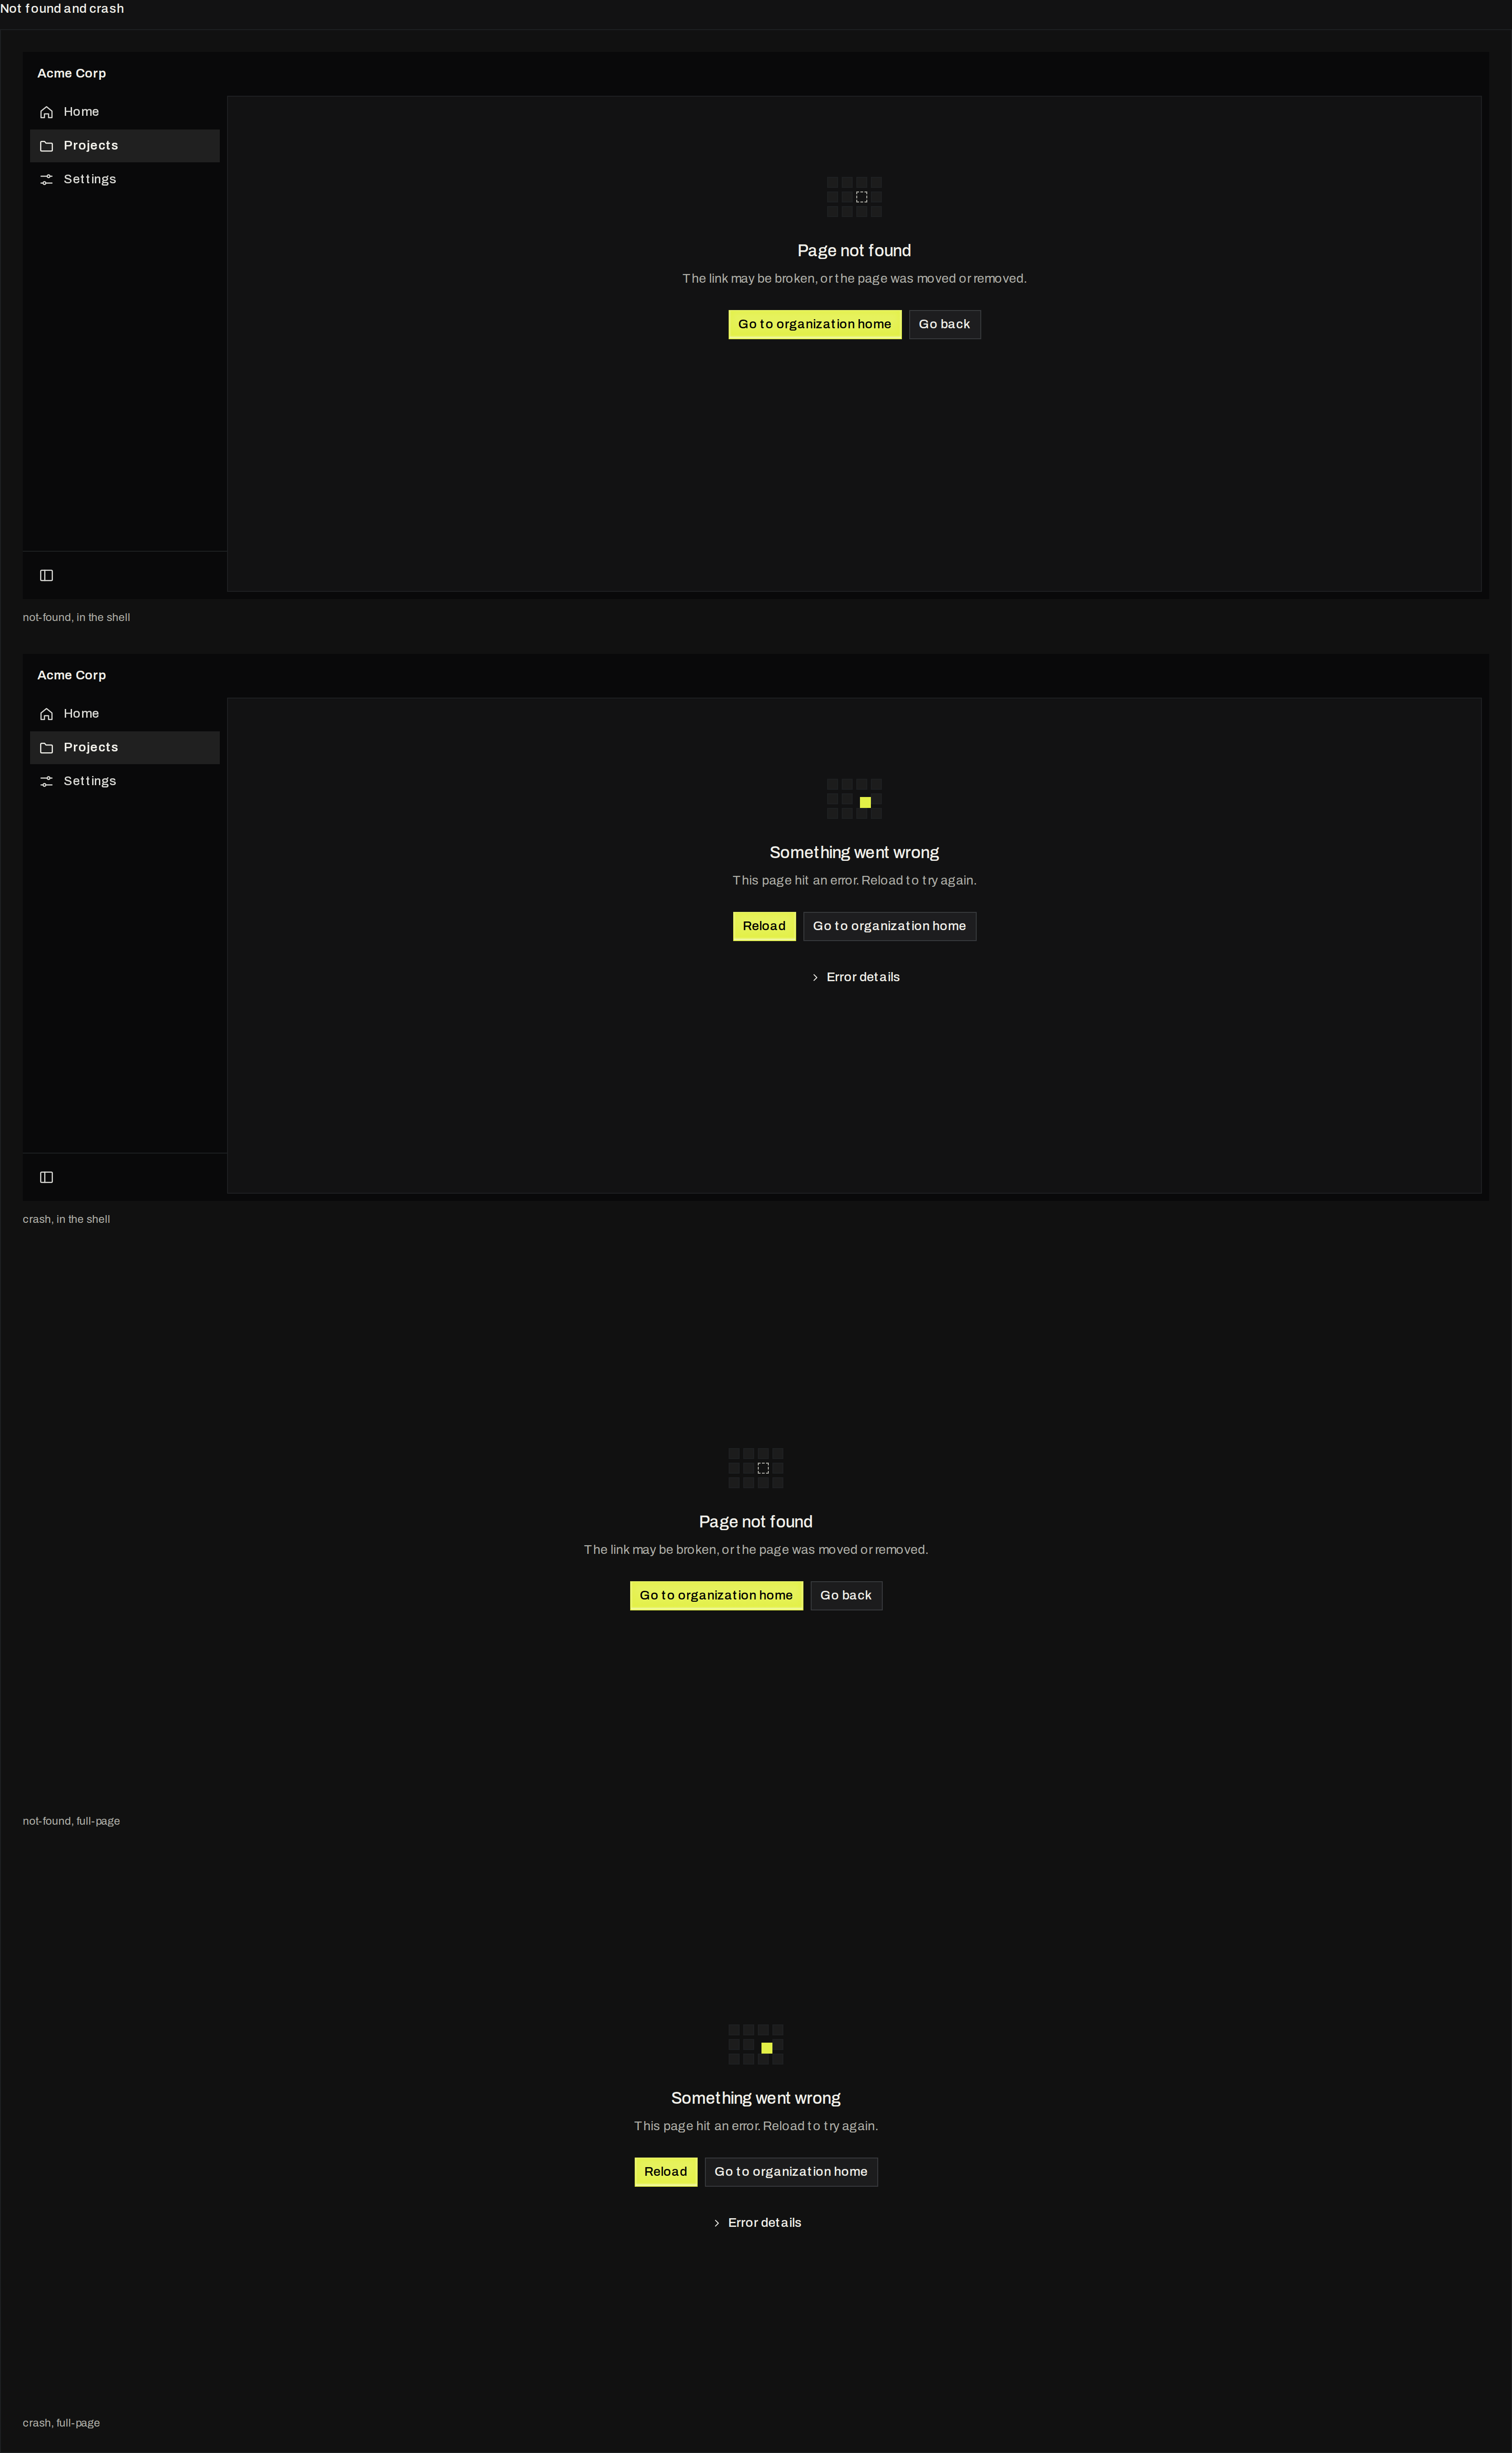 Not found and crash
Acme Corp
Home
Projects
Settings
Page not found
The link may be broken, or the page was moved or removed.
Go to organization home
Go back
not-found, in the shell
Acme Corp
Home
Projects
Settings
Something went wrong
This page hit an error. Reload to try again.
Reload
Go to organization home
Error details
crash, in the shell
Page not found
The link may be broken, or the page was moved or removed.
Go to organization home
Go back
not-found, full-page
Something went wrong
This page hit an error. Reload to try again.
Reload
Go to organization home
Error details
crash, full-page